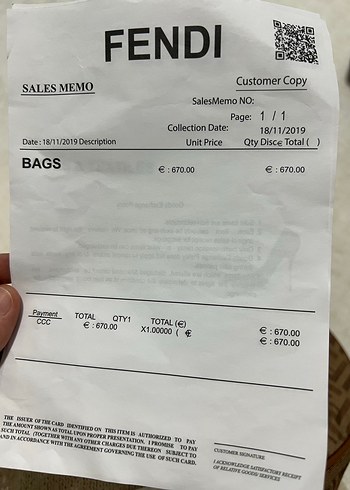 FENDI
SALES MEMO
Customer Copy
SalesMemo NO:
Page: 1 / 1
Collection Date: 18/11/2019
Date : 18/11/2019 Description Unit Price Qty Disce Total ( )
BAGS € : 670.00 € : 670.00
Payment TOTAL QTY1 TOTAL (€)
CCC € : 670.00 X1.00000 ( € € : 670.00
€ : 670.00
THE ISSUER OF THE CARD IDENTIFIED ON THIS ITEM IS AUTHORIZED TO PAY
THE AMOUNT SHOWN AS TOTAL UPON PROPER PRESENTATION. I PROMISE TO PAY
SUCH TOTAL (TOGETHER WITH ANY OTHER CHARGES DUE THEREON SUBJECT TO
AND IN ACCORDANCE WITH THE AGREEMENT GOVERNING THE USE OF SUCH CARD.
CUSTOMER SIGNATURE
I ACKNOWLEDGE SATISFACTORY RECEIPT
OF RELATIVE GOODS/ SERVICES